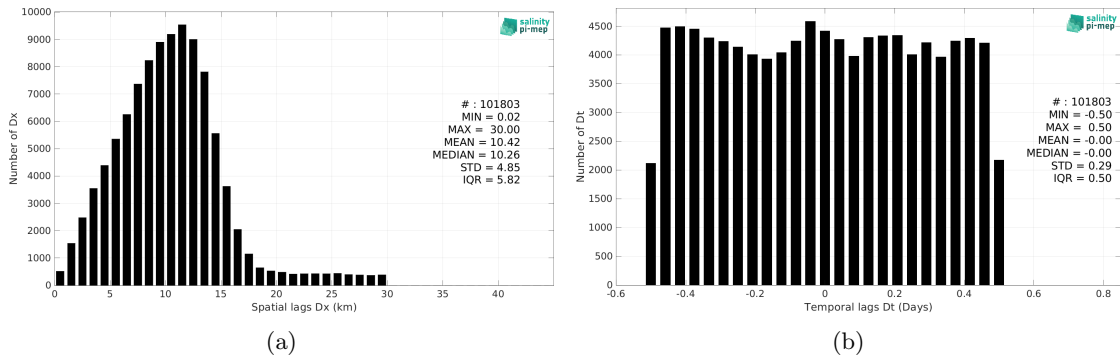 10000
9000
8000
7000
6000
5000
4000
3000
2000
1000
0
Number of Dx
salinity
pi-mep
# : 101803
MIN = 0.02
MAX = 30.00
MEAN = 10.42
MEDIAN = 10.26
STD = 4.85
IQR = 5.82
0 5 10 15 20 25 30 35 40
Spatial lags Dx (km)
(a)
4500
4000
3500
3000
2500
2000
1500
1000
500
0
Number of Dt
salinity
pi-mep
# : 101803
MIN = -0.50
MAX = 0.50
MEAN = -0.00
MEDIAN = -0.00
STD = 0.29
IQR = 0.50
-0.6 -0.4 -0.2 0 0.2 0.4 0.6 0.8
Temporal lags Dt (Days)
(b)